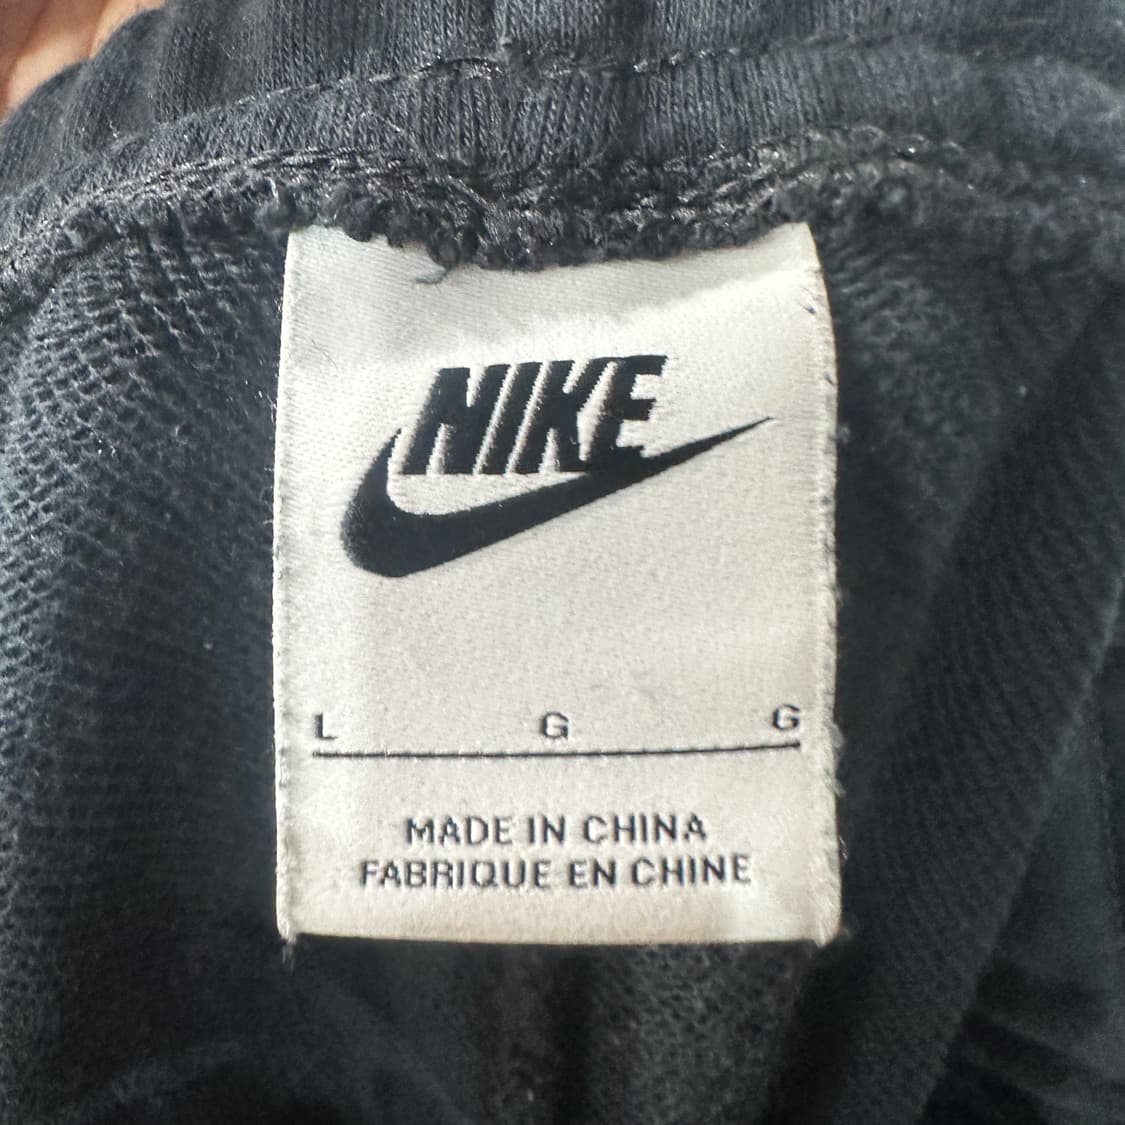 NIKE
L G G
MADE IN CHINA
FABRIQUE EN CHINE